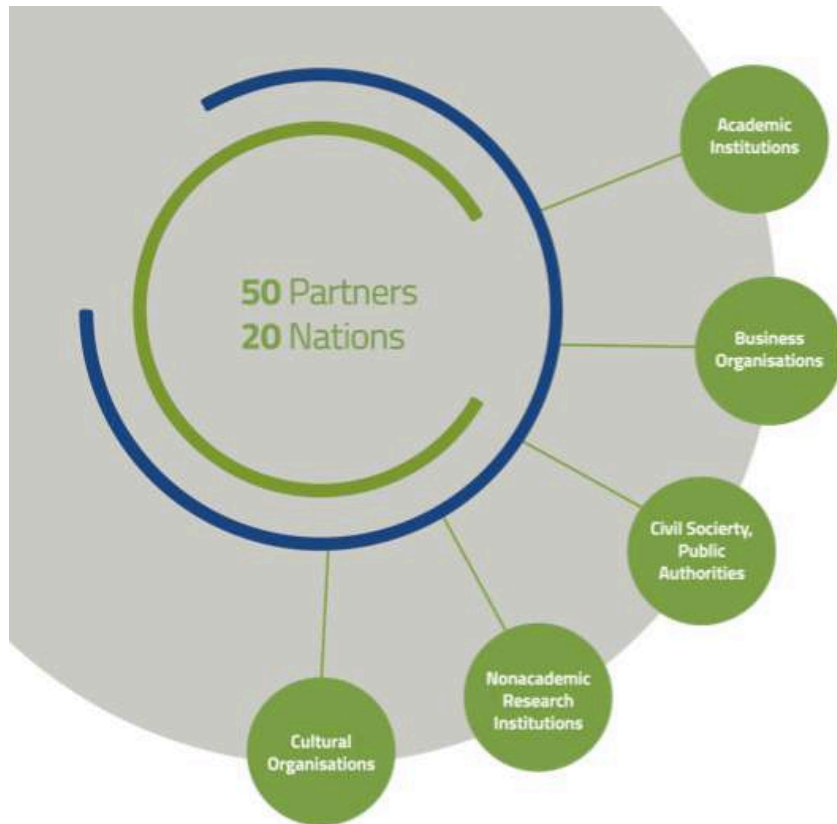 Academic
Institutions
50 Partners
20 Nations
Business
Organisations
Civil Socierty,
Public
Authorities
Nonacademic
Research
Institutions
Cultural
Organisations